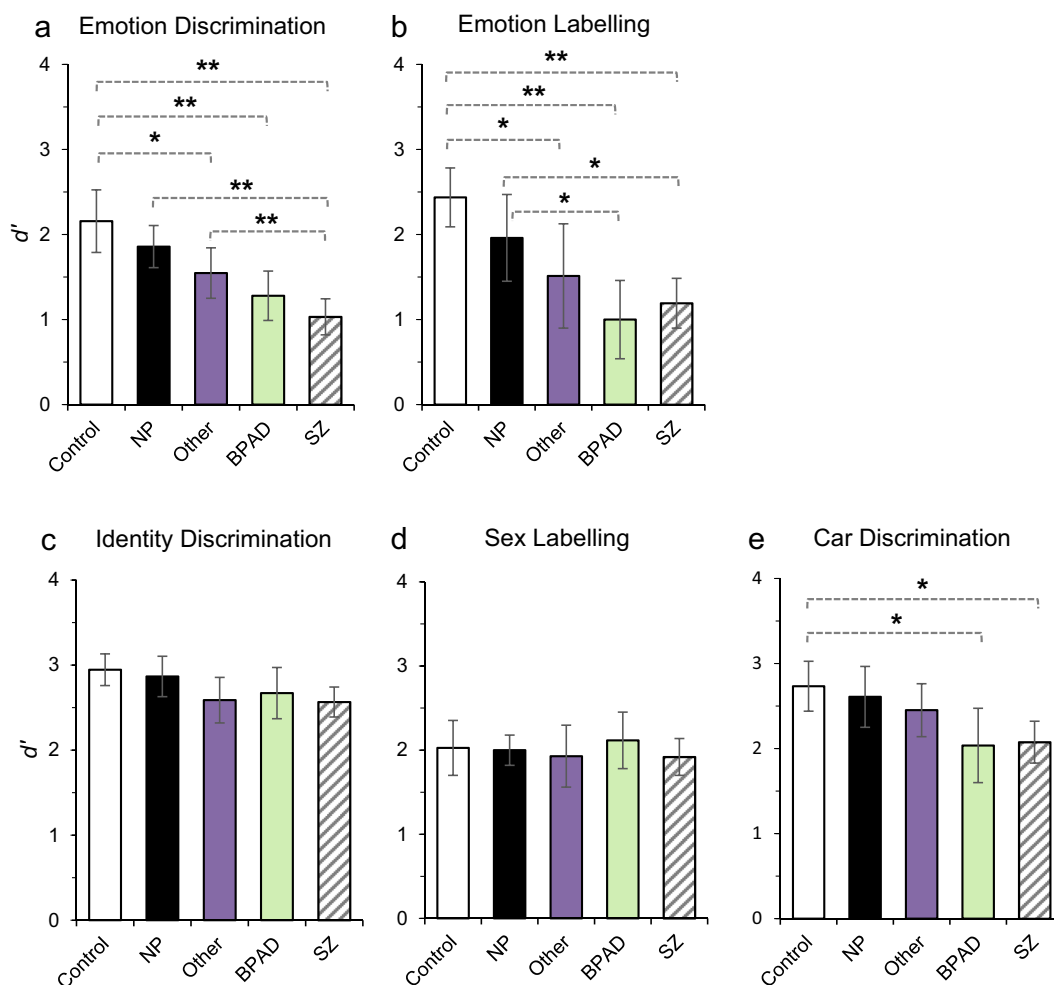 a Emotion Discrimination
4
3
2
1
0
d'
**
**
*
**
**
Control
NP
Other
BPAD
SZ
b Emotion Labelling
4
3
2
1
0
**
**
*
*
*
Control
NP
Other
BPAD
SZ
c Identity Discrimination
4
3
2
1
0
d'
Control
NP
Other
BPAD
SZ
d Sex Labelling
4
3
2
1
0
Control
NP
Other
BPAD
SZ
e Car Discrimination
4
3
2
1
0
*
*
Control
NP
Other
BPAD
SZ